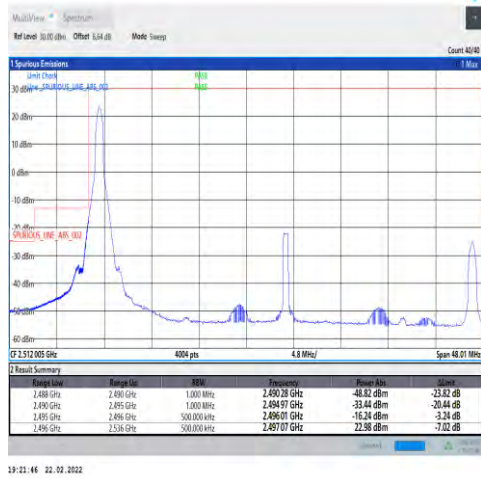 MultiView Spectrum
Ref Level 30.00 dBm Offset 6.64 dB Mode Sweep
Count 40/40
1 Spurious Emissions 1 Max
Limit Check PASS
Line _SPURIOUS_LINE_ABS_002 PASS
30 dBm
20 dBm
10 dBm
0 dBm
-10 dBm
-20 dBm
SPURIOUS_LINE_ABS_002
-30 dBm
-40 dBm
-50 dBm
-60 dBm
CF 2.512 005 GHz 4004 pts 4.8 MHz/ Span 48.01 MHz
2 Result Summary
Range Low Range Up RBW Frequency Power Abs ΔLimit
2.488 GHz 2.490 GHz 1.000 MHz 2.490 28 GHz -48.82 dBm -23.82 dB
2.490 GHz 2.495 GHz 1.000 MHz 2.494 97 GHz -33.44 dBm -20.44 dB
2.495 GHz 2.496 GHz 500.000 kHz 2.496 01 GHz -16.24 dBm -3.24 dB
2.496 GHz 2.536 GHz 500.000 kHz 2.497 07 GHz 22.98 dBm -7.02 dB
19:21:46 22.02.2022